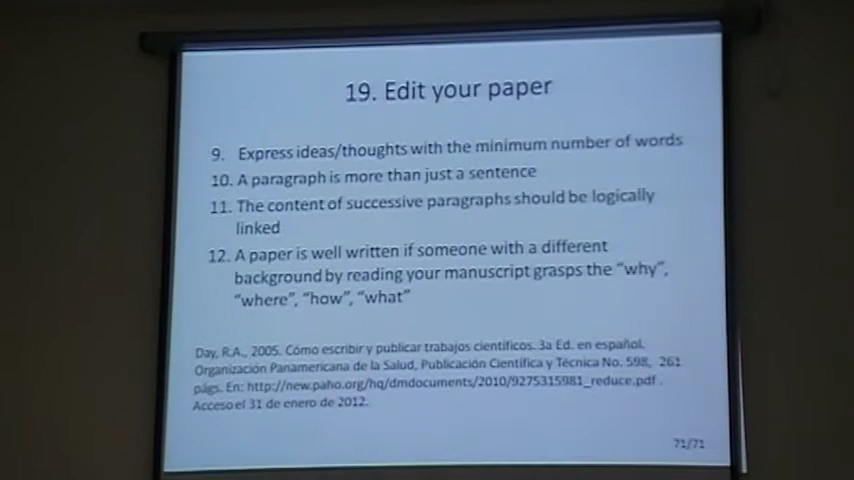 19. Edit your paper
9. Express ideas/thoughts with the minimum number of words
10. A paragraph is more than just a sentence
11. The content of successive paragraphs should be logically
linked
12. A paper is well written if someone with a different
background by reading your manuscript grasps the “why”,
“where”, “how”, “what”
Day, R.A., 2005. Cómo escribir y publicar trabajos científicos. 3a Ed. en español.
Organización Panamericana de la Salud, Publicación Científica y Técnica No. 598, 261
págs. En: http://new.paho.org/hq/dmdocuments/2010/9275315981_reduce.pdf .
Acceso el 31 de enero de 2012.
71/71